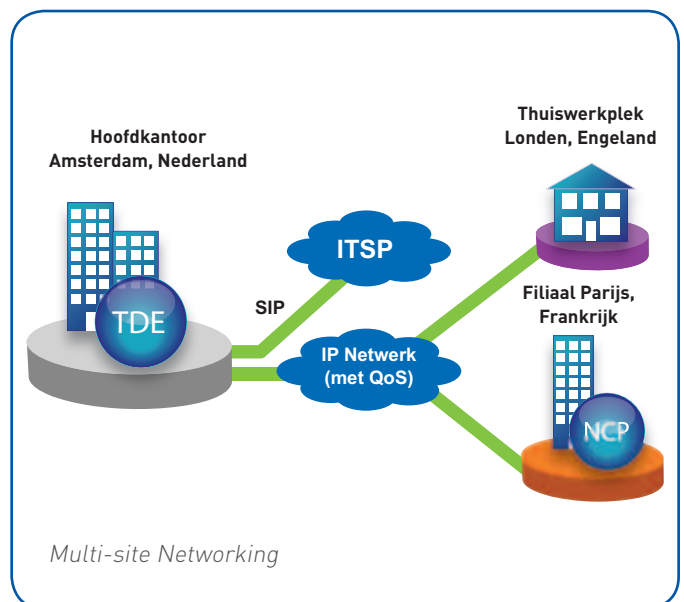 Hoofdkantoor
Amsterdam, Nederland
TDE
SIP
ITSP
IP Netwerk
(met QoS)
Thuiswerkplek
Londen, Engeland
Filiaal Parijs,
Frankrijk
NCP
Multi-site Networking